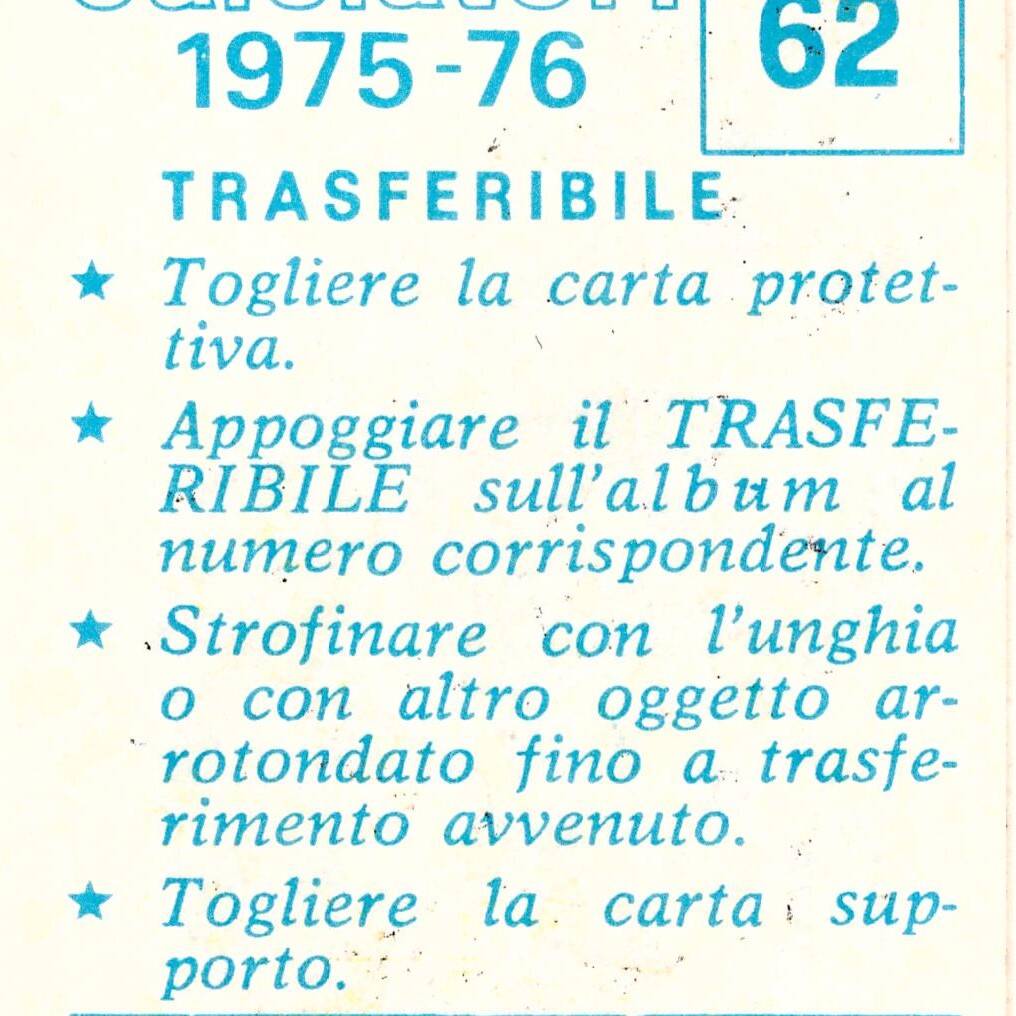 calciatori
1975-76
62
TRASFERIBILE
★ Togliere la carta protet-
tiva.
★ Appoggiare il TRASFE-
RIBILE sull'album al
numero corrispondente.
★ Strofinare con l'unghia
o con altro oggetto ar-
rotondato fino a trasfe-
rimento avvenuto.
★ Togliere la carta sup-
porto.